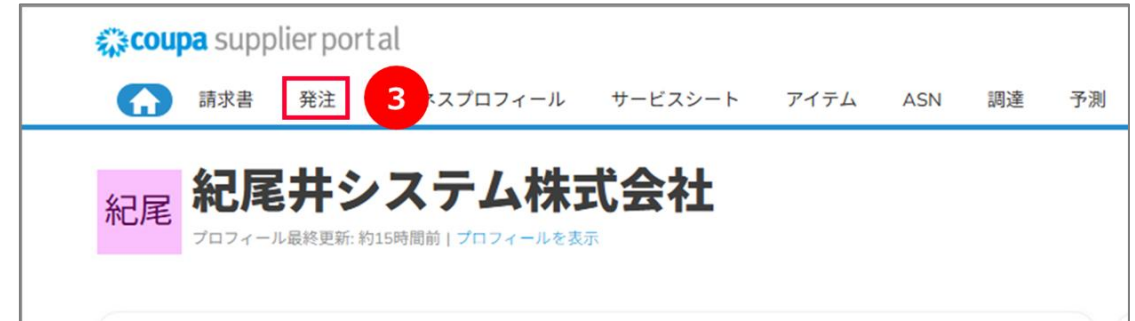 coupa supplier portal
請求書 発注 3 ネスプロフィール サービスシート アイテム ASN 調達 予測
紀尾 紀尾井システム株式会社
プロフィール最終更新: 約15時間前 | プロフィールを表示